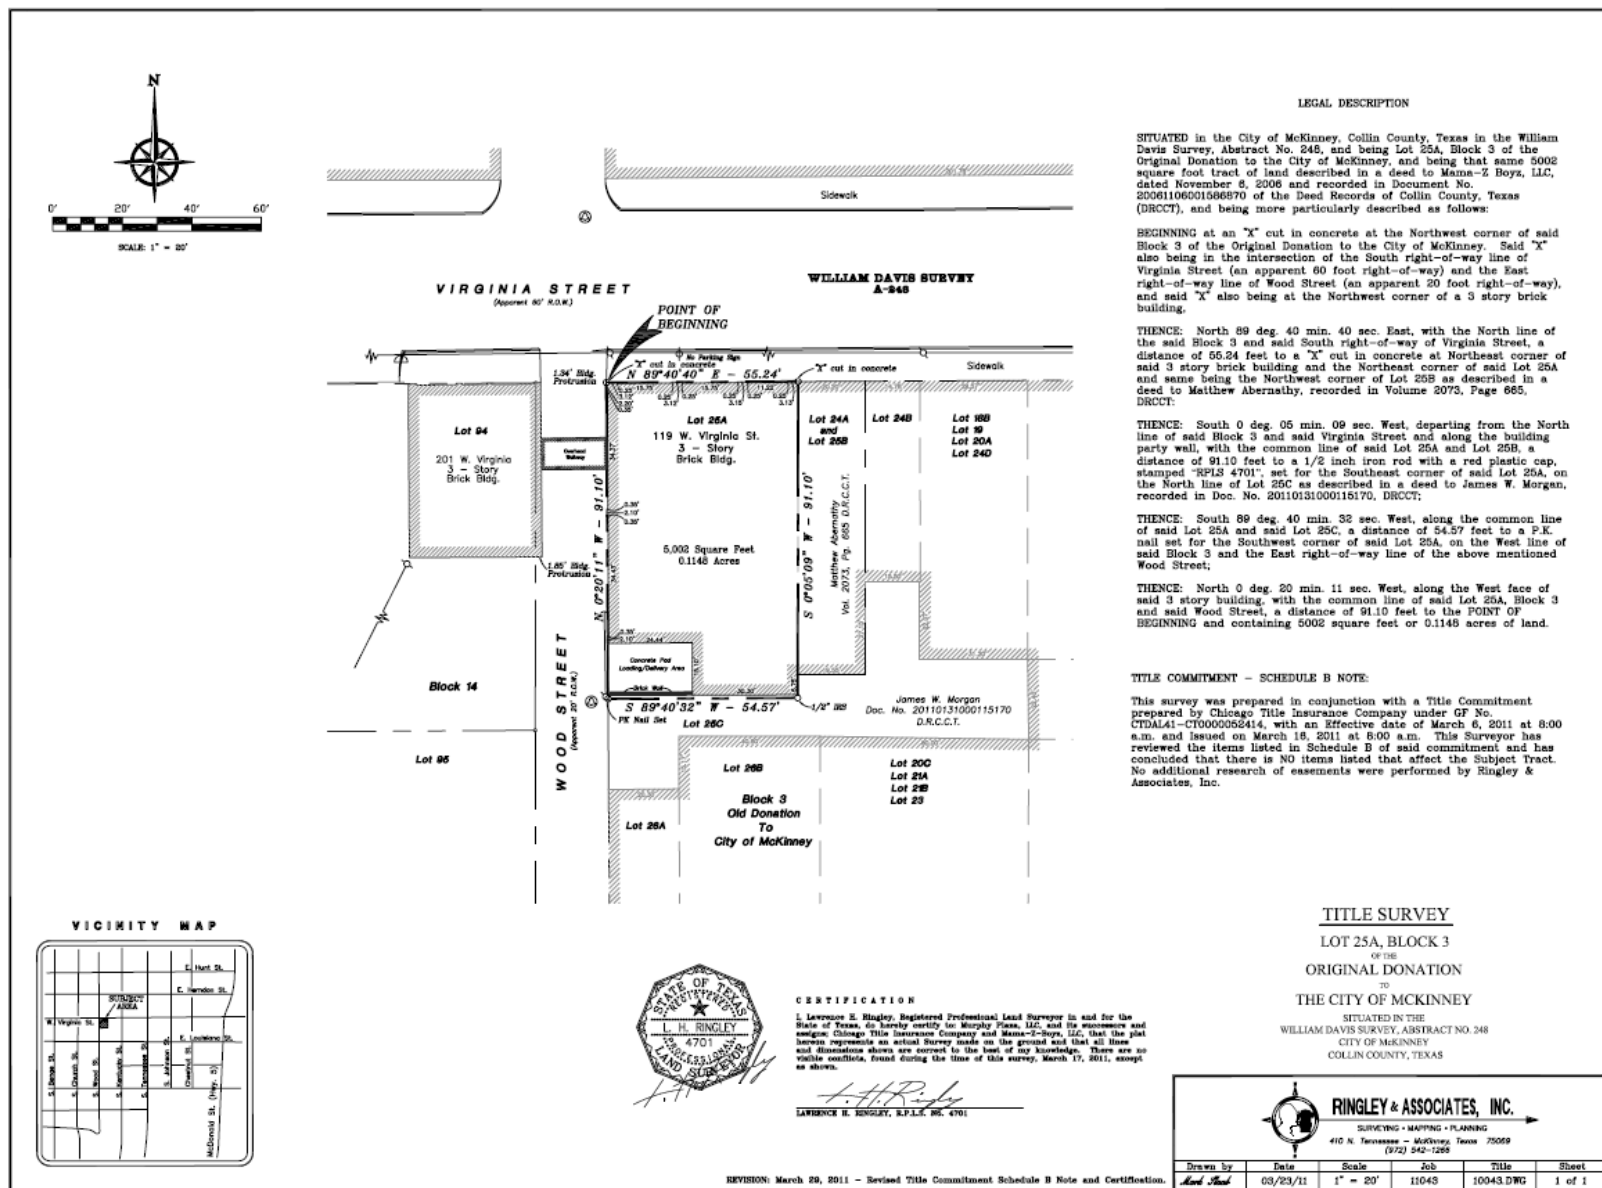 N
0' 20' 40' 60'
SCALE: 1" = 20'
Sidewalk
WILLIAM DAVIS SURVEY
A-248
VIRGINIA STREET
(Apparent 60' R.O.W.)
POINT OF
BEGINNING
No Parking Sign
"X" cut in concrete
N 89°40'40" E - 55.24'
"X" cut in concrete
Sidewalk
1.34' Bldg.
Protrusion
Lot 94
201 W. Virginia
3 - Story
Brick Bldg.
Overhead
Walkway
1.85' Bldg.
Protrusion
Lot 25A
119 W. Virginia St.
3 - Story
Brick Bldg.
5,002 Square Feet
0.1148 Acres
N 0°20'11" W - 91.10'
S 0°05'09" W - 91.10'
Lot 24A
and
Lot 25B
Matthew Abernathy
Vol. 2073, Pg. 665 D.R.C.C.T.
Lot 24B
Lot 18B
Lot 19
Lot 20A
Lot 24D
Concrete Pad
Loading/Delivery Area
Brick Wall
S 89°40'32" W - 54.57'
PK Nail Set
1/2" IRS
Lot 26C
James W. Morgan
Doc. No. 20110131000115170
D.R.C.C.T.
WOOD STREET
(Apparent 20' R.O.W.)
Block 14
Lot 95
Lot 26B
Block 3
Old Donation
To
City of McKinney
Lot 26A
Lot 20C
Lot 21A
Lot 21B
Lot 23
LEGAL DESCRIPTION
SITUATED in the City of McKinney, Collin County, Texas in the William
Davis Survey, Abstract No. 248, and being Lot 25A, Block 3 of the
Original Donation to the City of McKinney, and being that same 5002
square foot tract of land described in a deed to Mama-Z Boyz, LLC,
dated November 6, 2006 and recorded in Document No.
20061106001586870 of the Deed Records of Collin County, Texas
(DRCCT), and being more particularly described as follows:
BEGINNING at an "X" cut in concrete at the Northwest corner of said
Block 3 of the Original Donation to the City of McKinney. Said "X"
also being in the intersection of the South right-of-way line of
Virginia Street (an apparent 60 foot right-of-way) and the East
right-of-way line of Wood Street (an apparent 20 foot right-of-way),
and said "X" also being at the Northwest corner of a 3 story brick
building,
THENCE: North 89 deg. 40 min. 40 sec. East, with the North line of
the said Block 3 and said South right-of-way of Virginia Street, a
distance of 55.24 feet to a "X" cut in concrete at Northeast corner of
said 3 story brick building and the Northeast corner of said Lot 25A
and same being the Northwest corner of Lot 25B as described in a
deed to Matthew Abernathy, recorded in Volume 2073, Page 665,
DRCCT:
THENCE: South 0 deg. 05 min. 09 sec. West, departing from the North
line of said Block 3 and said Virginia Street and along the building
party wall, with the common line of said Lot 25A and Lot 25B, a
distance of 91.10 feet to a 1/2 inch iron rod with a red plastic cap,
stamped "RPLS 4701", set for the Southeast corner of said Lot 25A, on
the North line of Lot 25C as described in a deed to James W. Morgan,
recorded in Doc. No. 20110131000115170, DRCCT;
THENCE: South 89 deg. 40 min. 32 sec. West, along the common line
of said Lot 25A and said Lot 25C, a distance of 54.57 feet to a P.K.
nail set for the Southwest corner of said Lot 25A, on the West line of
said Block 3 and the East right-of-way line of the above mentioned
Wood Street;
THENCE: North 0 deg. 20 min. 11 sec. West, along the West face of
said 3 story building, with the common line of said Lot 25A, Block 3
and said Wood Street, a distance of 91.10 feet to the POINT OF
BEGINNING and containing 5002 square feet or 0.1148 acres of land.
TITLE COMMITMENT - SCHEDULE B NOTE:
This survey was prepared in conjunction with a Title Commitment
prepared by Chicago Title Insurance Company under GF No.
CTDAL41-CT0000052414, with an Effective date of March 6, 2011 at 8:00
a.m. and Issued on March 16, 2011 at 8:00 a.m. This Surveyor has
reviewed the items listed in Schedule B of said commitment and has
concluded that there is NO items listed that affect the Subject Tract.
No additional research of easements were performed by Ringley &
Associates, Inc.
VICINITY MAP
E. Hunt St.
E. Herndon St.
SUBJECT
AREA
W. Virginia St.
E. Louisiana St.
S. Benge St.
S. Church St.
S. Wood St.
S. Kentucky St.
S. Tennessee St.
S. Johnson St.
Chestnut St.
McDonald St. (Hwy. 5)
STATE OF TEXAS
REGISTERED
L. H. RINGLEY
4701
PROFESSIONAL
LAND SURVEYOR
CERTIFICATION
I, Lawrence H. Ringley, Registered Professional Land Surveyor in and for the
State of Texas, do hereby certify to: Murphy Plaza, LLC, and its successors and
assigns; Chicago Title Insurance Company and Mama-Z-Boyz, LLC, that the plat
hereon represents an actual Survey made on the ground and that all lines
and dimensions shown are correct to the best of my knowledge. There are no
visible conflicts, found during the time of this survey, March 17, 2011, except
as shown.
LAWRENCE H. RINGLEY, R.P.L.S. NO. 4701
TITLE SURVEY
LOT 25A, BLOCK 3
OF THE
ORIGINAL DONATION
TO
THE CITY OF MCKINNEY
SITUATED IN THE
WILLIAM DAVIS SURVEY, ABSTRACT NO. 248
CITY OF McKINNEY
COLLIN COUNTY, TEXAS
RINGLEY & ASSOCIATES, INC.
SURVEYING • MAPPING • PLANNING
410 N. Tennessee - McKinney, Texas 75069
(972) 542-1266
Drawn by Date Scale Job Title Sheet
03/23/11 1" = 20' 11043 10043.DWG 1 of 1
REVISION: March 29, 2011 - Revised Title Commitment Schedule B Note and Certification.